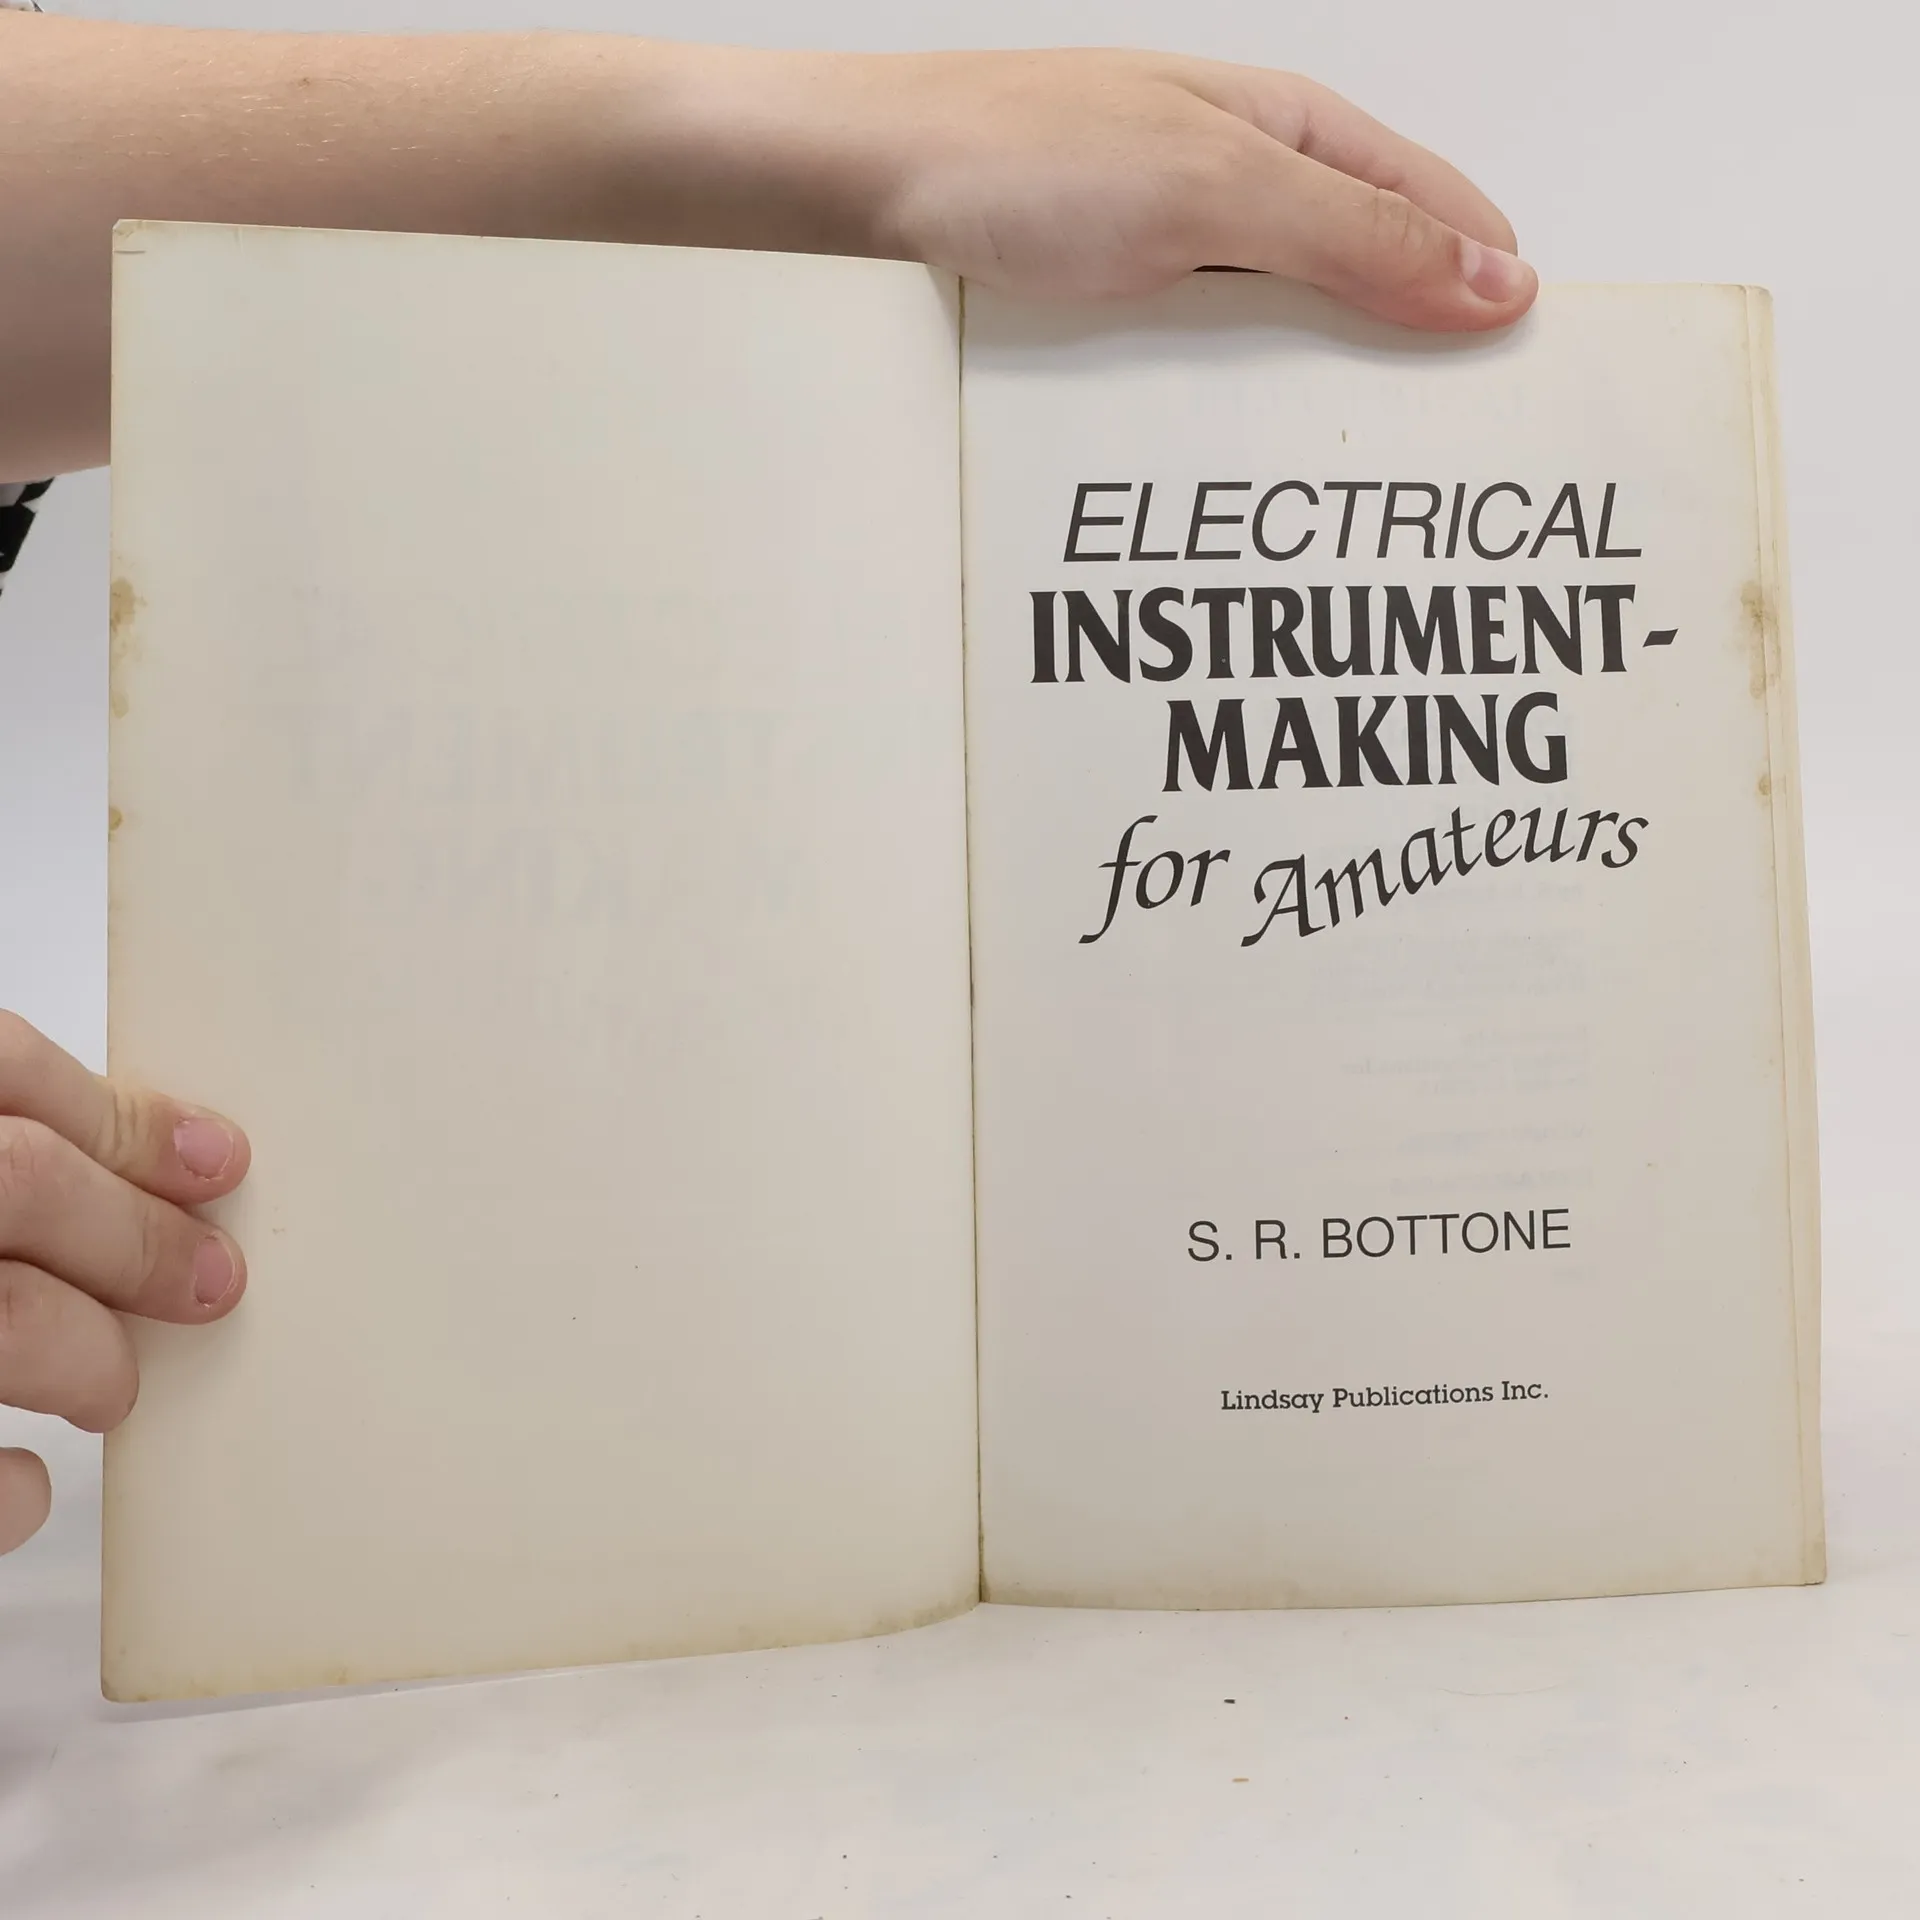 ELECTRICAL
INSTRUMENT-
MAKING
for Amateurs
S. R. BOTTONE
Lindsay Publications Inc.